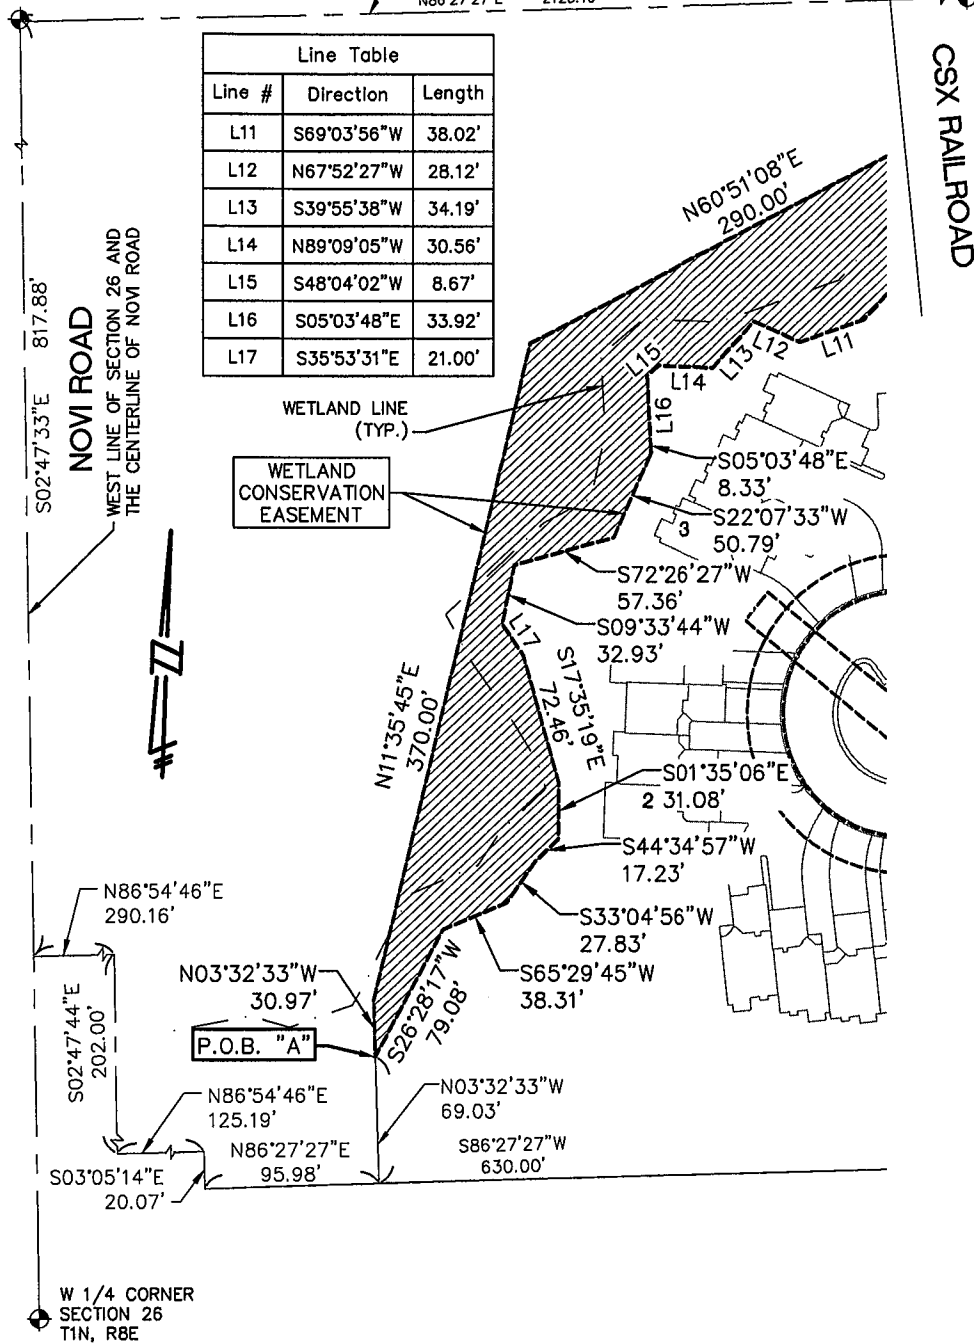 Line Table
Line # Direction Length
L11 S69°03'56"W 38.02'
L12 N67°52'27"W 28.12'
L13 S39°55'38"W 34.19'
L14 N89°09'05"W 30.56'
L15 S48°04'02"W 8.67'
L16 S05°03'48"E 33.92'
L17 S35°53'31"E 21.00'
CSX RAILROAD
N60°51'08"E
290.00'
S02°47'33"E 817.88'
NOVI ROAD
WEST LINE OF SECTION 26 AND
THE CENTERLINE OF NOVI ROAD
L15
L14
L13
L12
L11
L16
WETLAND LINE
(TYP.)
WETLAND
CONSERVATION
EASEMENT
S05°03'48"E
8.33'
3
S22°07'33"W
50.79'
S72°26'27"W
57.36'
S09°33'44"W
32.93'
L17
S17°35'19"E
72.46'
N11°35'45"E
370.00'
S01°35'06"E
2 31.08'
S44°34'57"W
17.23'
S33°04'56"W
27.83'
S65°29'45"W
38.31'
N86°54'46"E
290.16'
N03°32'33"W
30.97'
S26°28'17"W
79.08'
P.O.B. "A"
S02°47'44"E
202.00'
N86°54'46"E
125.19'
N03°32'33"W
69.03'
N86°27'27"E
95.98'
S86°27'27"W
630.00'
S03°05'14"E
20.07'
W 1/4 CORNER
SECTION 26
T1N, R8E